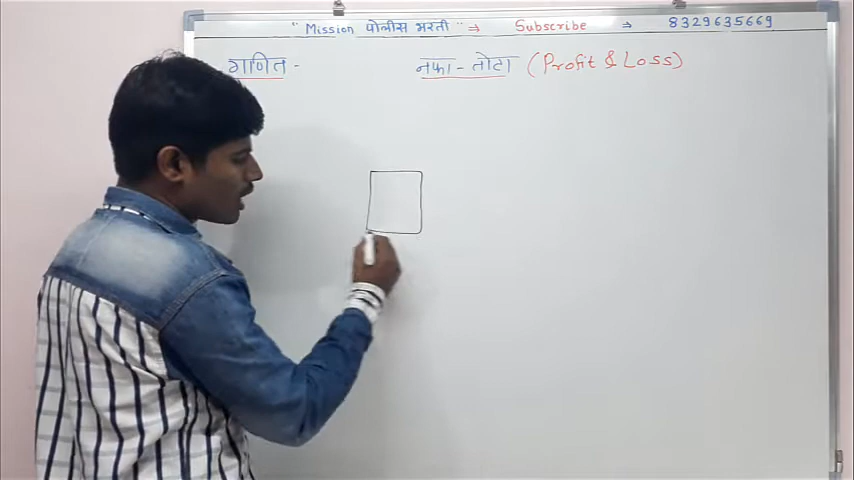 " Mission पोलीस भरती " → Subscribe → 8329635669
गणित - नफा - तोटा ( Profit & Loss )